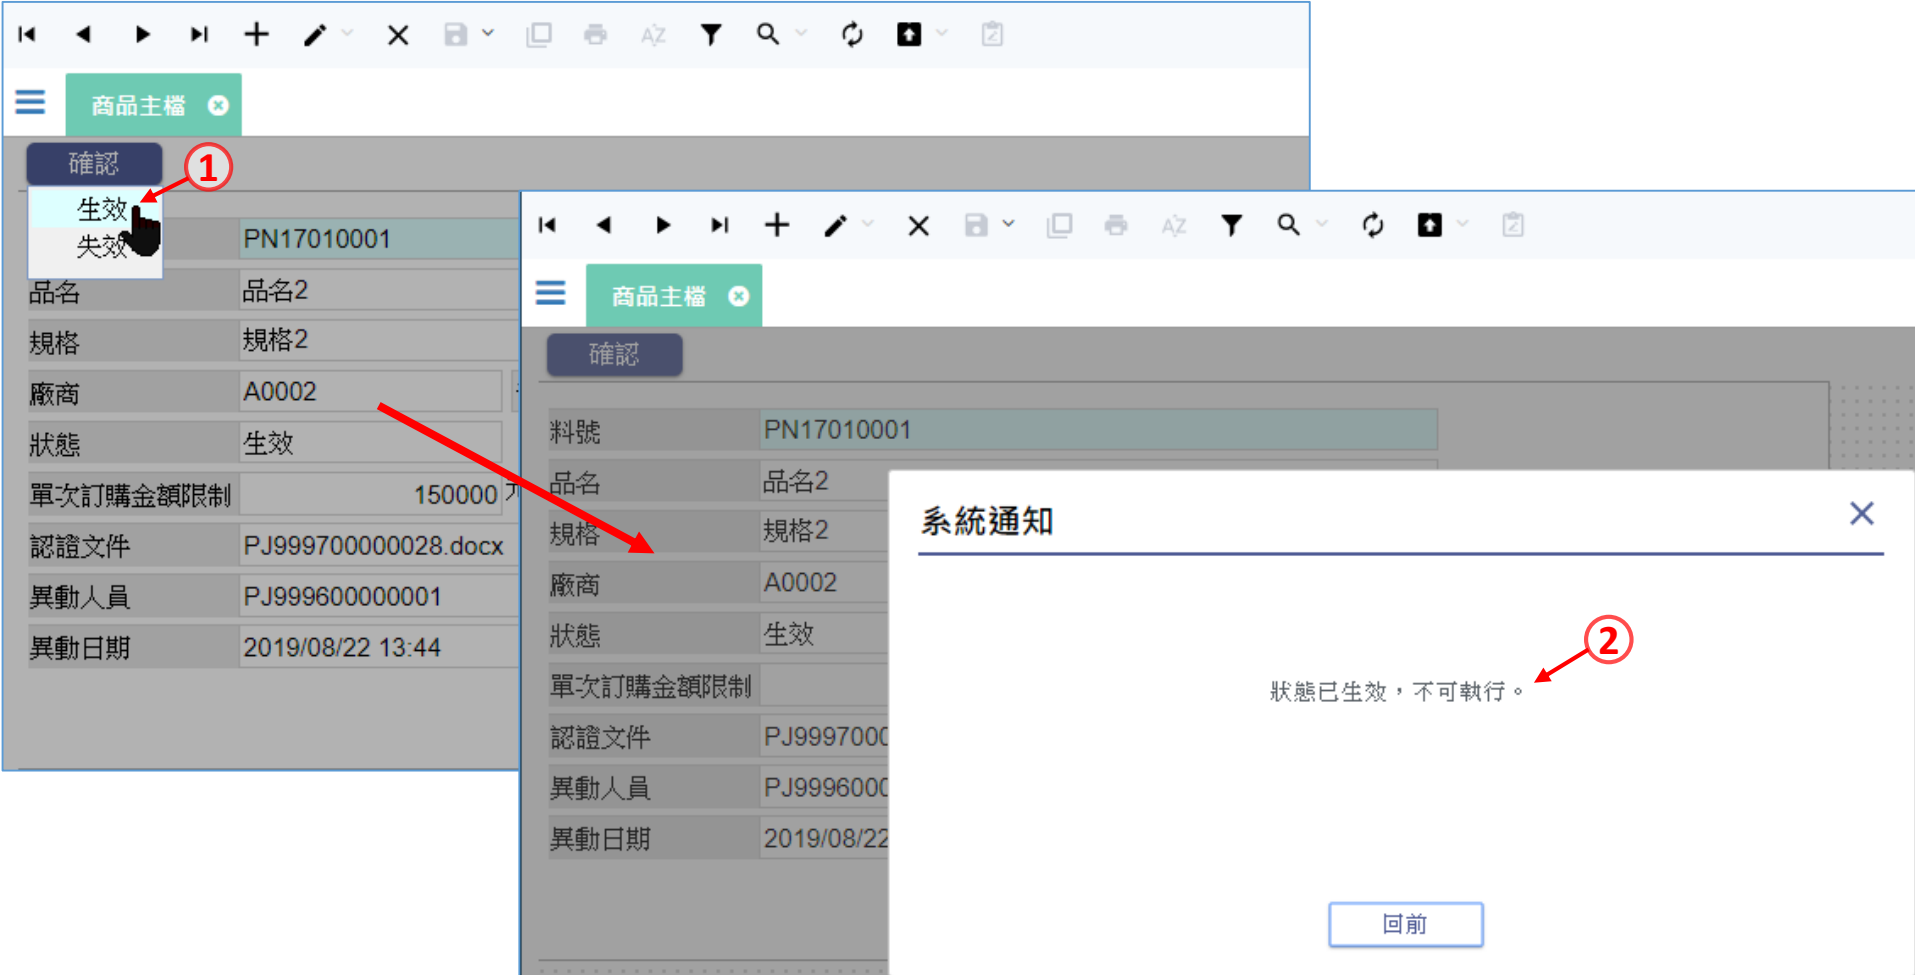 商品主檔
確認
1
生效
失效
PN17010001
品名 品名2
規格 規格2
廠商 A0002
狀態 生效
單次訂購金額限制 150000
認證文件 PJ999700000028.docx
異動人員 PJ999600000001
異動日期 2019/08/22 13:44
商品主檔
確認
料號 PN17010001
品名 品名2
規格 規格2
廠商 A0002
狀態 生效
單次訂購金額限制
認證文件 PJ9997000
異動人員 PJ9996000
異動日期 2019/08/22
系統通知
2
狀態已生效，不可執行。
回前